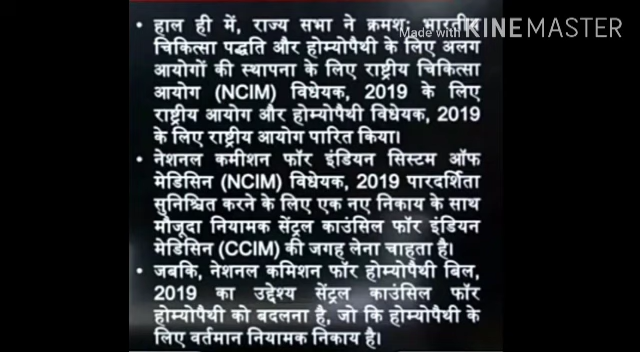 Made with KINEMASTER
• हाल ही में, राज्य सभा ने क्रमशः भारतीय
चिकित्सा पद्धति और होम्योपैथी के लिए अलग
आयोगों की स्थापना के लिए राष्ट्रीय चिकित्सा
आयोग (NCIM) विधेयक, 2019 के लिए
राष्ट्रीय आयोग और होम्योपैथी विधेयक, 2019
के लिए राष्ट्रीय आयोग पारित किया।
• नेशनल कमीशन फॉर इंडियन सिस्टम ऑफ
मेडिसिन (NCIM) विधेयक, 2019 पारदर्शिता
सुनिश्चित करने के लिए एक नए निकाय के साथ
मौजूदा नियामक सेंट्रल काउंसिल फॉर इंडियन
मेडिसिन (CCIM) की जगह लेना चाहता है।
• जबकि, नेशनल कमिशन फॉर होम्योपैथी बिल,
2019 का उद्देश्य सेंट्रल काउंसिल फॉर
होम्योपैथी को बदलना है, जो कि होम्योपैथी के
लिए वर्तमान नियामक निकाय है।